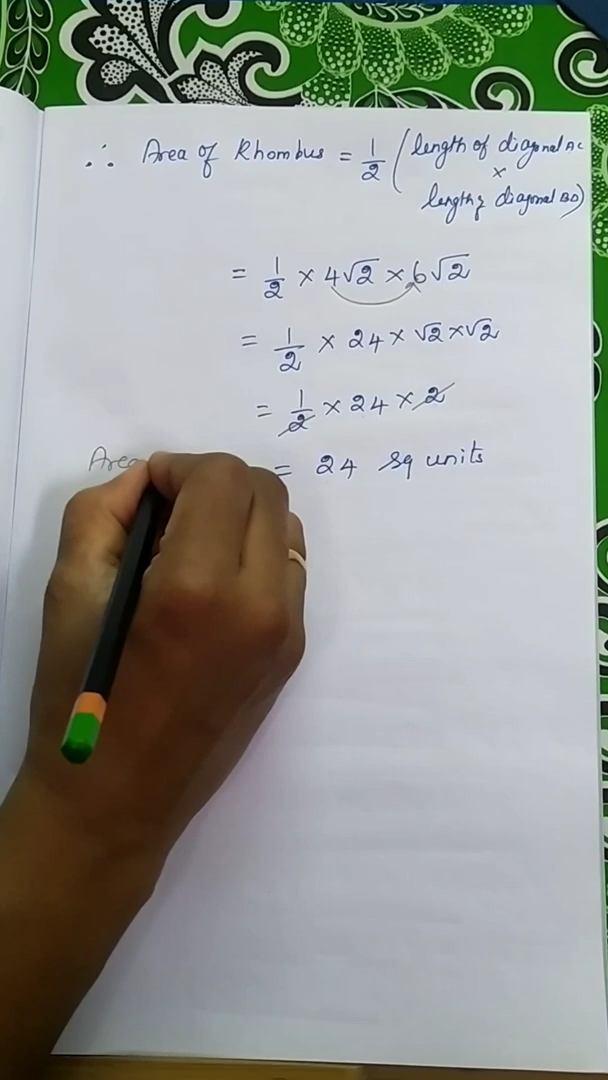 ∴ Area of Rhombus = 1/2 (length of diagonal AC
×
length of diagonal BD)
= 1/2 × 4√2 × 6√2
= 1/2 × 24 × √2 × √2
= 1/2 × 24 × 2
Area = 24 sq units